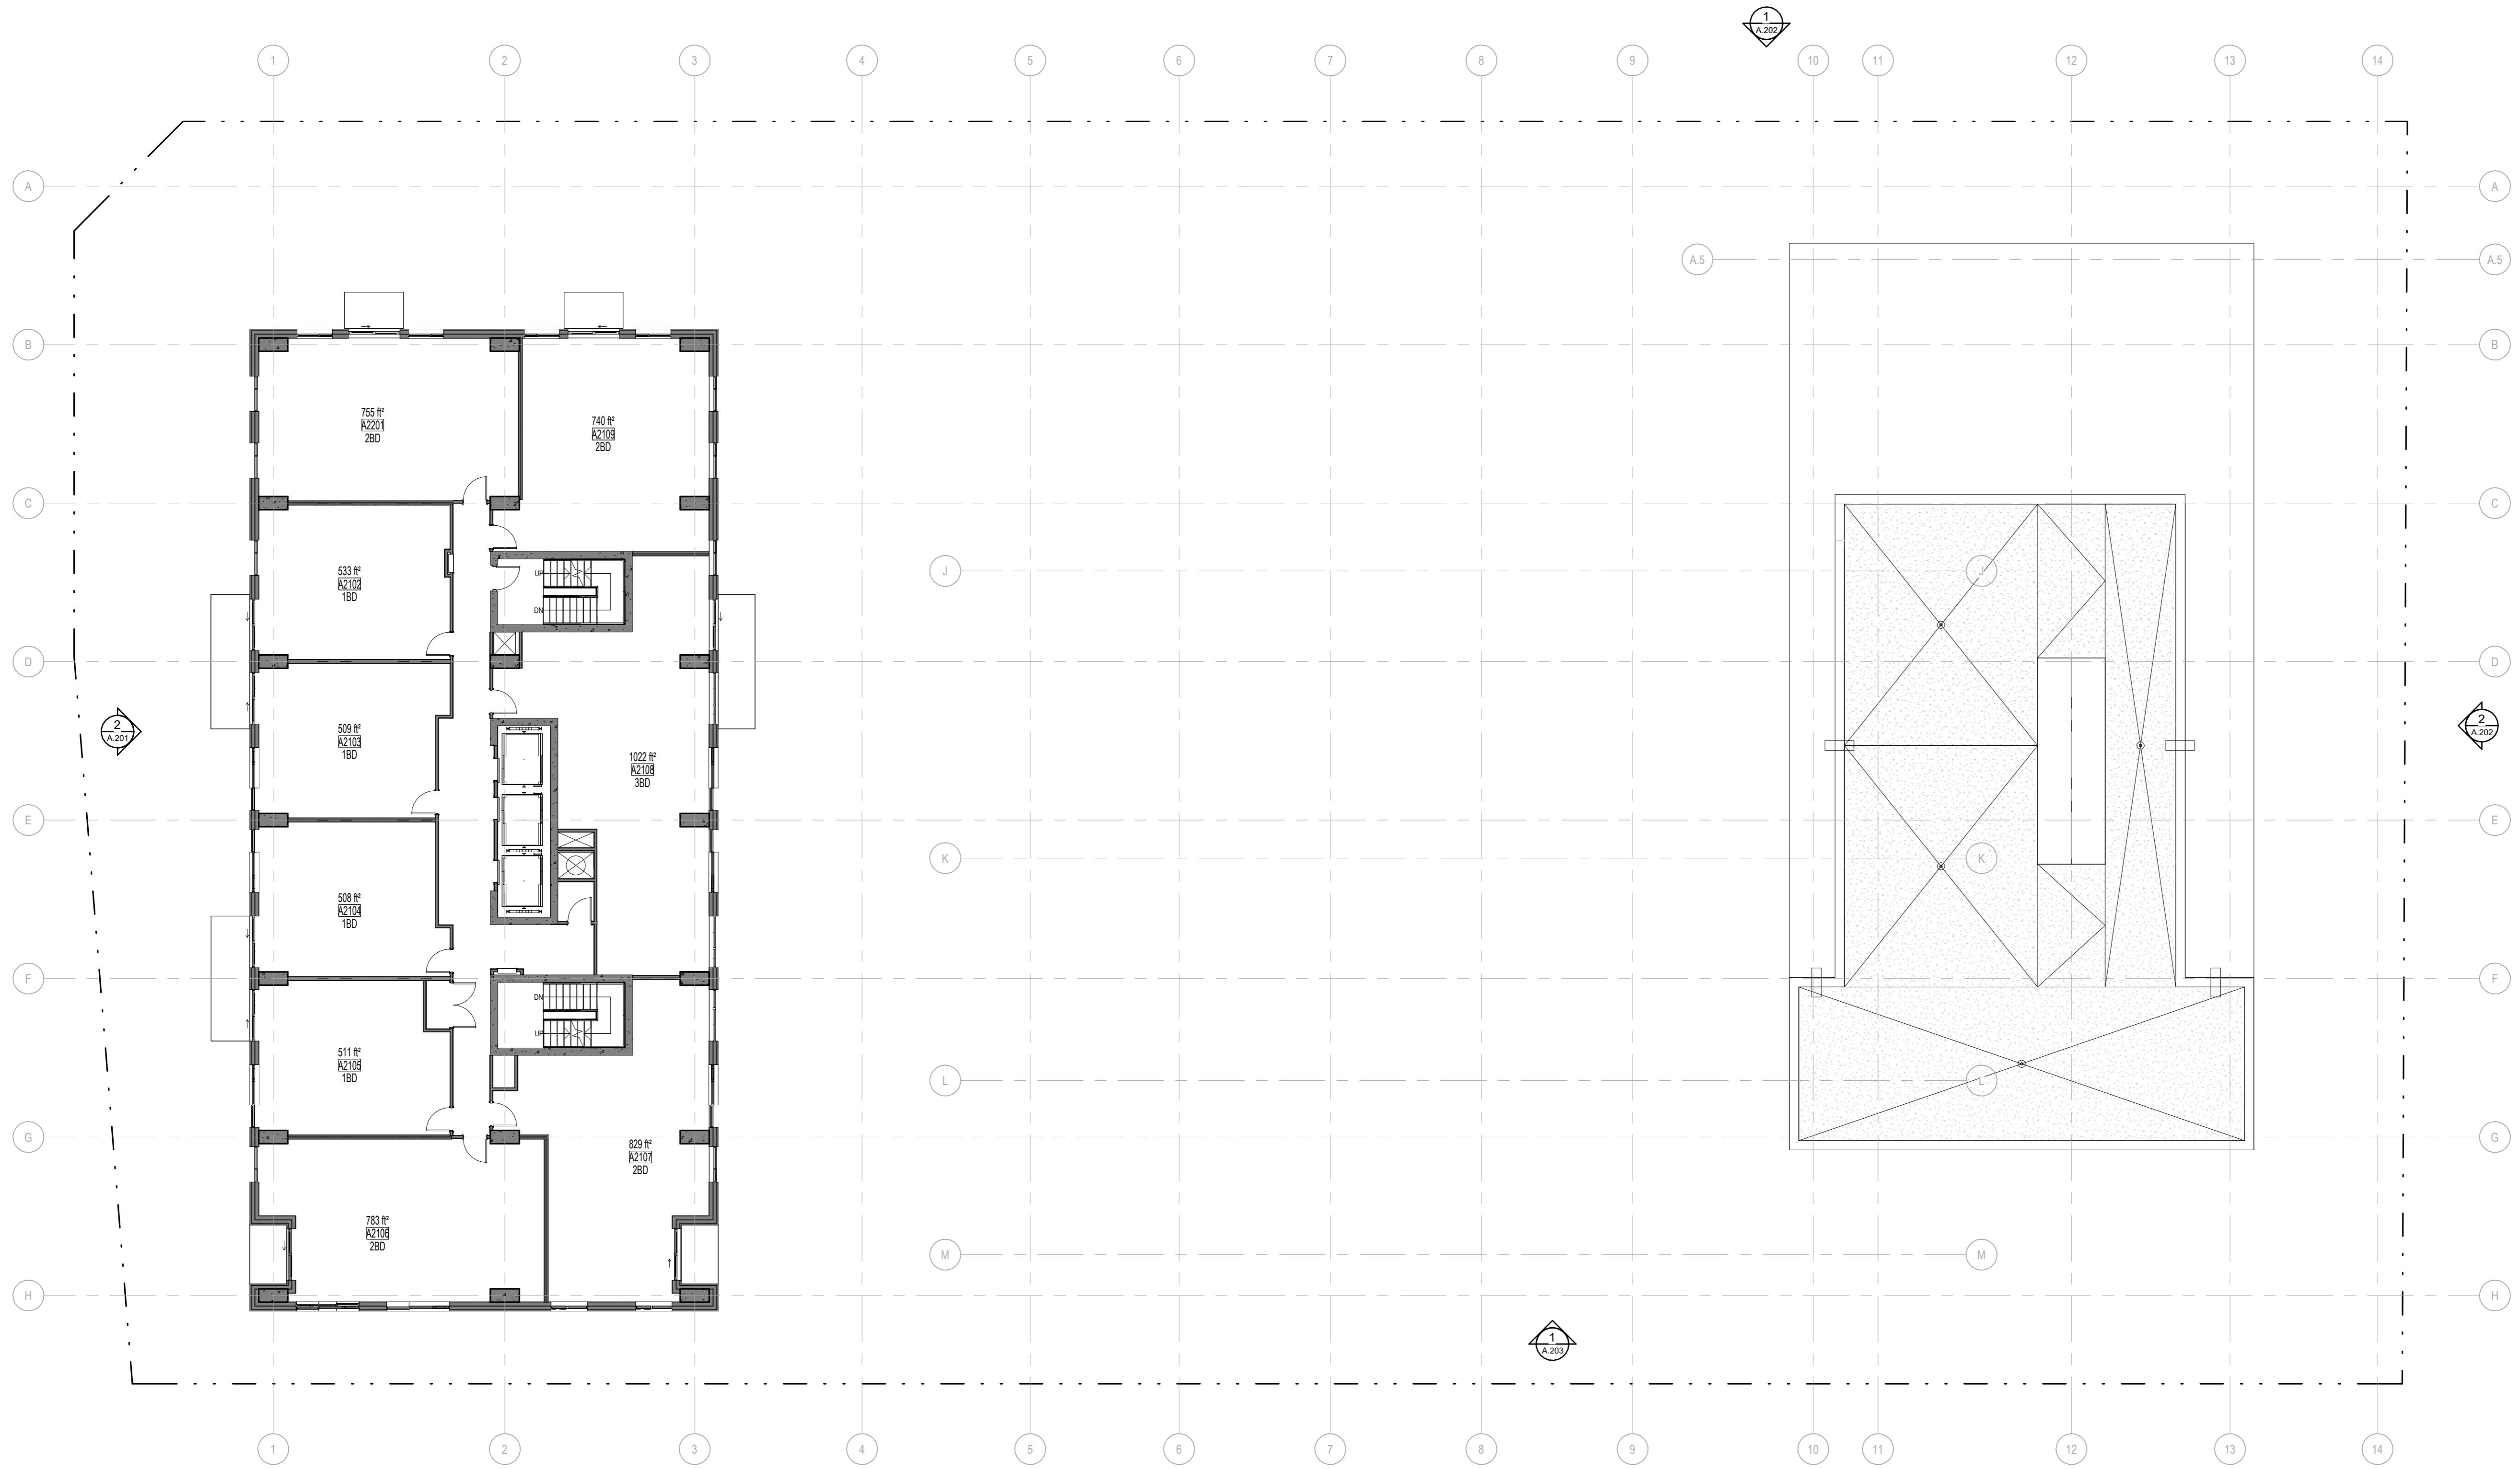 1
A.202
1
2
3
4
5
6
7
8
9
10
11
12
13
14
A
A
A.5
A.5
B
B
755 ft²
A2201
2BD
740 ft²
A2109
2BD
C
C
533 ft²
A2102
1BD
UP
DN
J
J
D
D
2
A.201
509 ft²
A2103
1BD
1022 ft²
A2108
3BD
2
A.202
E
E
K
K
508 ft²
A2104
1BD
F
F
DN
UP
511 ft²
A2105
1BD
L
L
G
G
829 ft²
A2107
2BD
783 ft²
A2106
2BD
M
M
H
H
1
A.203
1
2
3
4
5
6
7
8
9
10
11
12
13
14